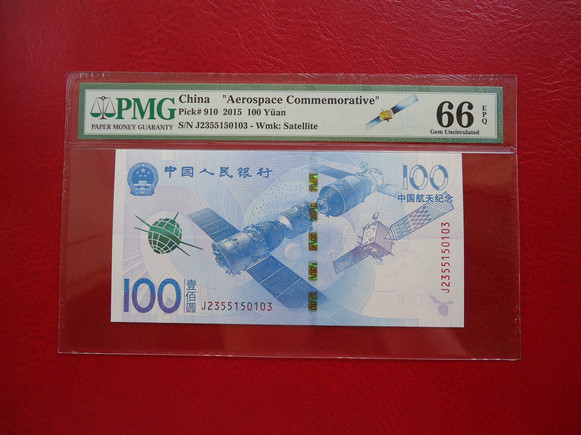 PMG
PAPER MONEY GUARANTY
China "Aerospace Commemorative"
Pick# 910 2015 100 Yüan
S/N J2355150103 - Wmk: Satellite
66 EPQ
Gem Uncirculated
中国人民银行
100
中国航天纪念
J2355150103
100 壹佰圆
J2355150103
100